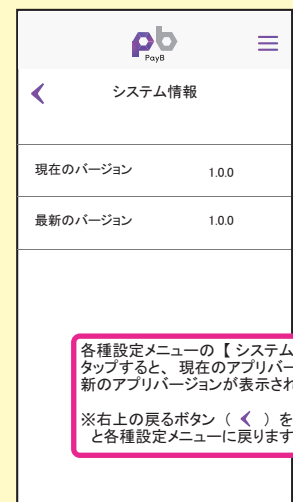 pb
PayB
システム情報
現在のバージョン 1.0.0
最新のバージョン 1.0.0
各種設定メニューの【 システム
タップすると、現在のアプリバー
新のアプリバージョンが表示され
※右上の戻るボタン（ ＜ ）を
と各種設定メニューに戻ります